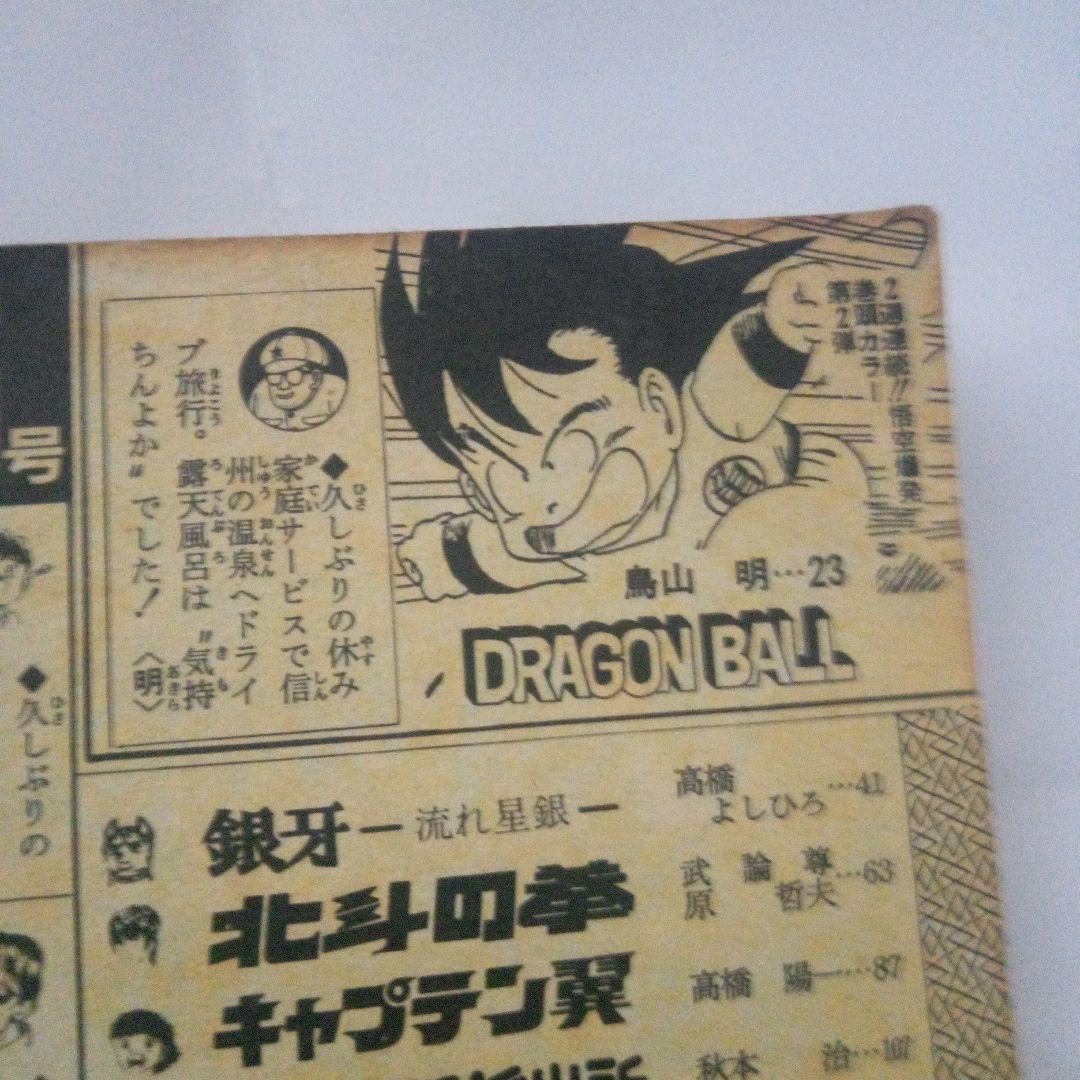 2週連続!!悟空爆発
巻頭カラー
第2弾
鳥山 明…23
DRAGON BALL
◆久しぶりの休み
家庭サービスで信
州の温泉へドライ
ブ旅行。露天風呂は〝気持
ちんよか〟でした!〈明〉
号
◆久しぶりの
銀牙―流れ星銀―
高橋よしひろ…41
北斗の拳
武論尊
原哲夫…63
キャプテン翼
高橋陽一…87
秋本 治…107